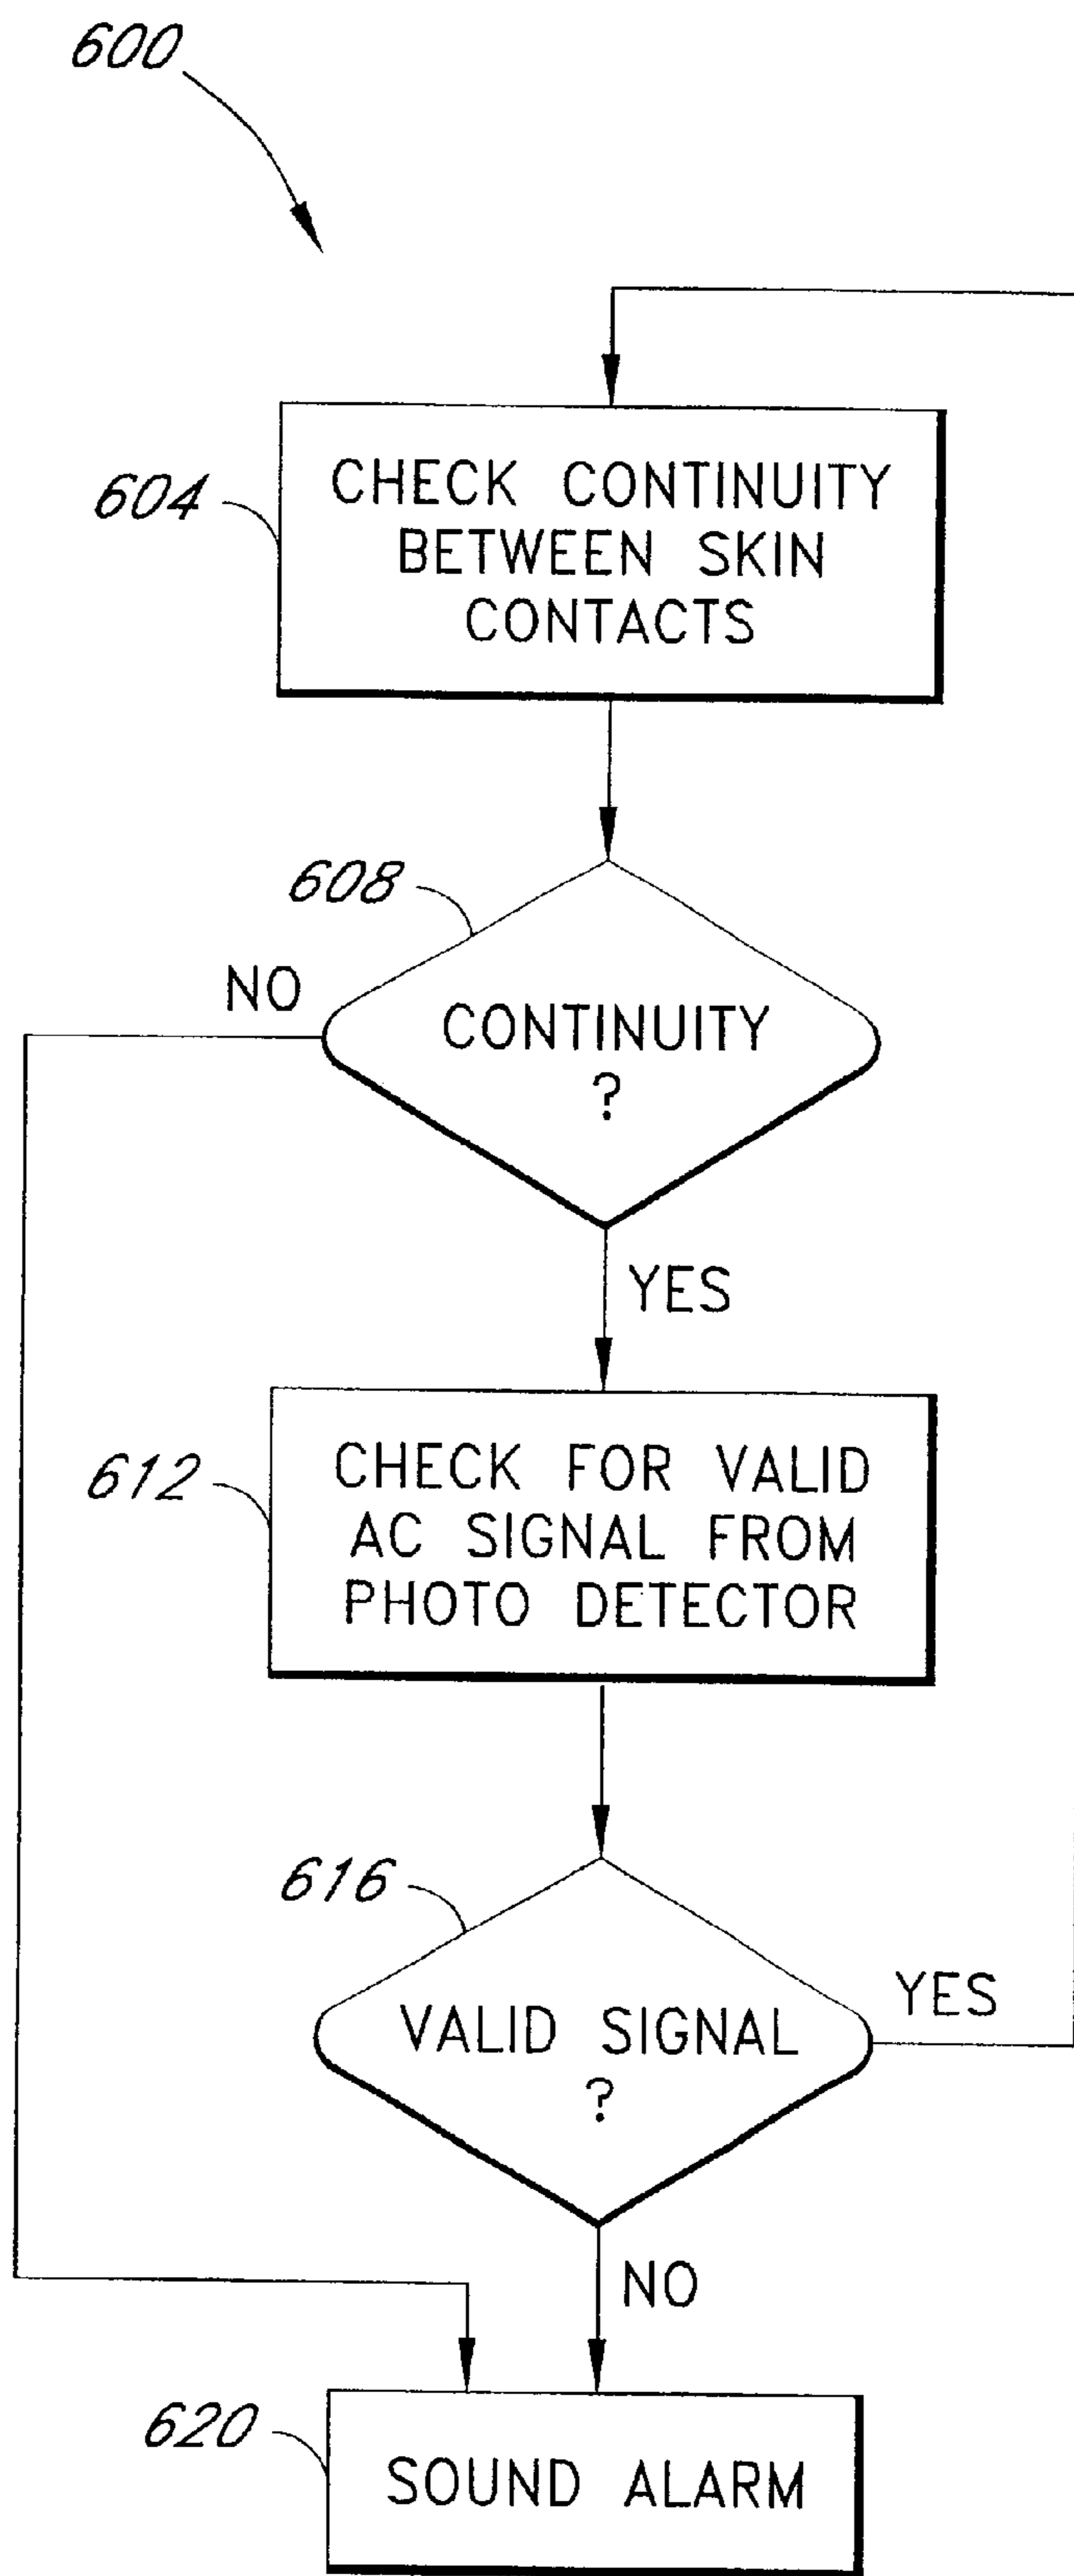 600
604
CHECK CONTINUITY
BETWEEN SKIN
CONTACTS
608
NO
CONTINUITY
?
YES
612
CHECK FOR VALID
AC SIGNAL FROM
PHOTO DETECTOR
616
YES
VALID SIGNAL
?
NO
620
SOUND ALARM